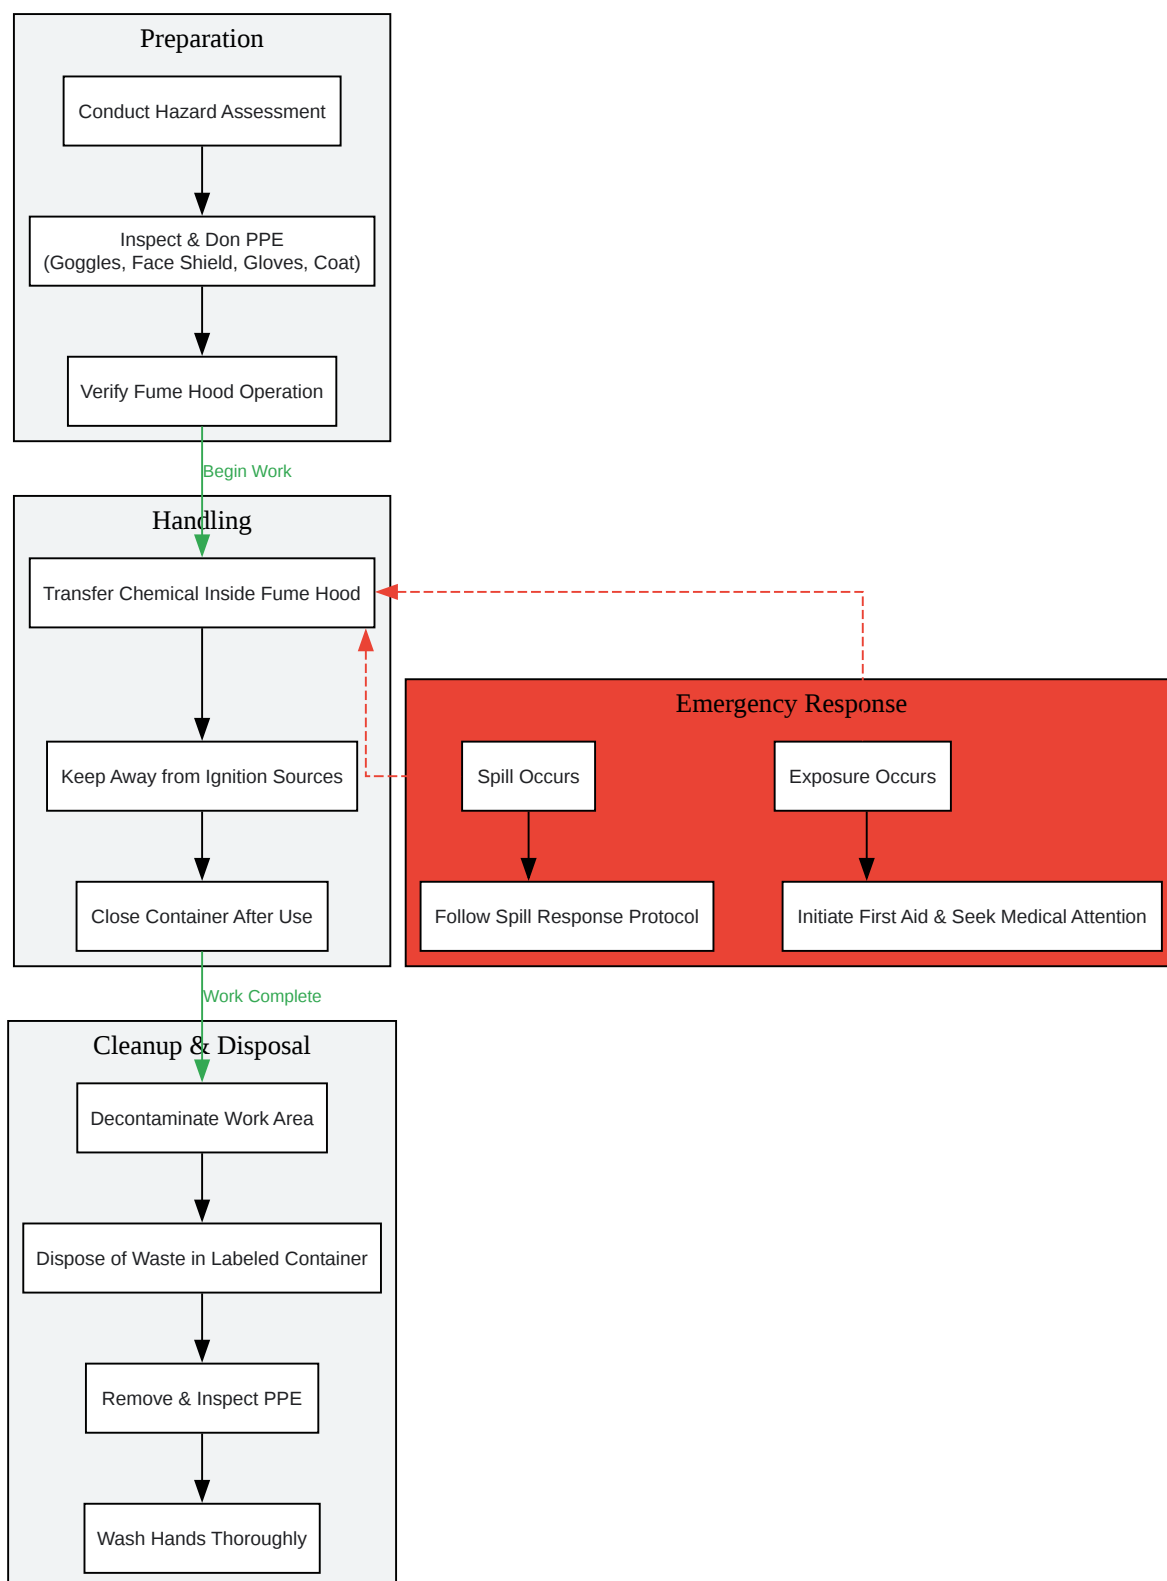 Preparation
Conduct Hazard Assessment
Inspect & Don PPE
(Goggles, Face Shield, Gloves, Coat)
Verify Fume Hood Operation
Begin Work
Handling
Transfer Chemical Inside Fume Hood
Keep Away from Ignition Sources
Close Container After Use
Emergency Response
Spill Occurs
Exposure Occurs
Follow Spill Response Protocol
Initiate First Aid & Seek Medical Attention
Work Complete
Cleanup & Disposal
Decontaminate Work Area
Dispose of Waste in Labeled Container
Remove & Inspect PPE
Wash Hands Thoroughly